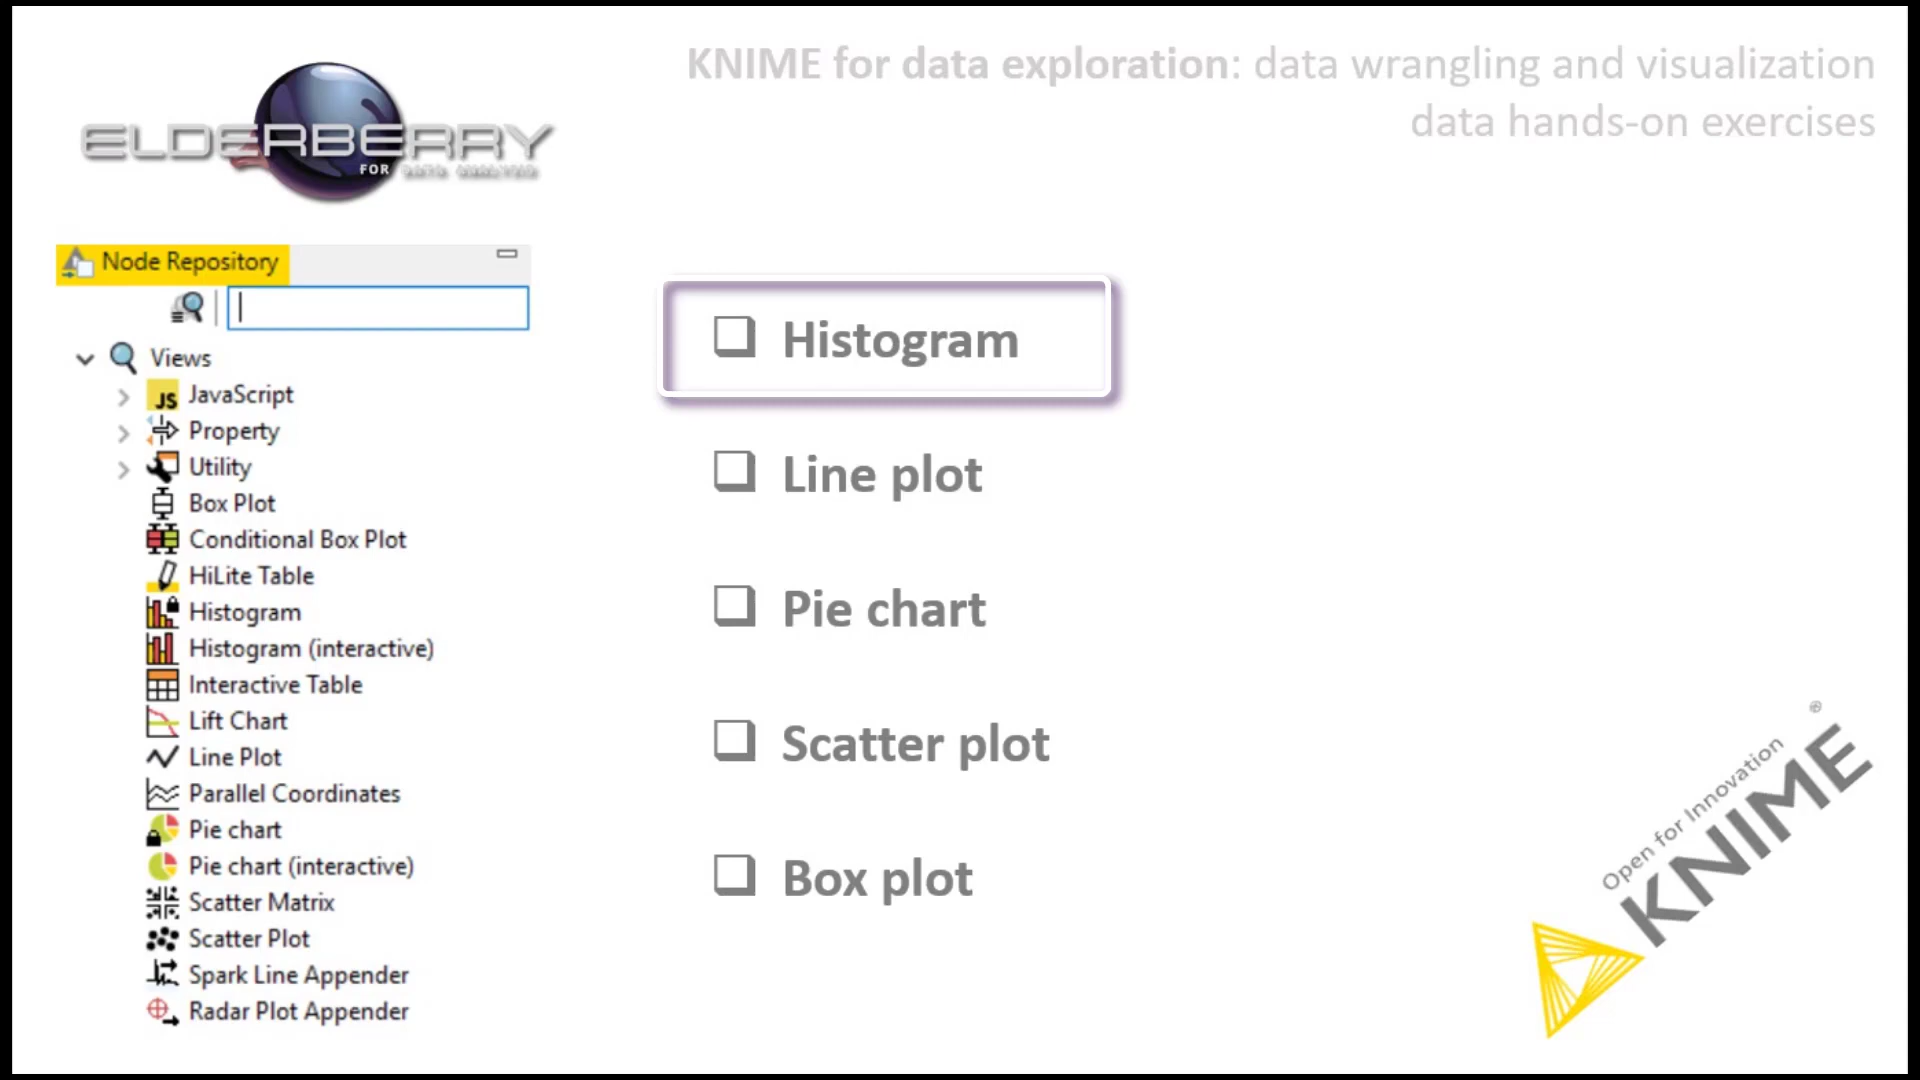 KNIME for data exploration: data wrangling and visualization
data hands-on exercises
ELDERBERRY
FOR DATA ANALYSIS
Node Repository
Views
JS JavaScript
Property
Utility
Box Plot
Conditional Box Plot
HiLite Table
Histogram
Histogram (interactive)
Interactive Table
Lift Chart
Line Plot
Parallel Coordinates
Pie chart
Pie chart (interactive)
Scatter Matrix
Scatter Plot
Spark Line Appender
Radar Plot Appender
Histogram
Line plot
Pie chart
Scatter plot
Box plot
Open for Innovation
KNIME
®